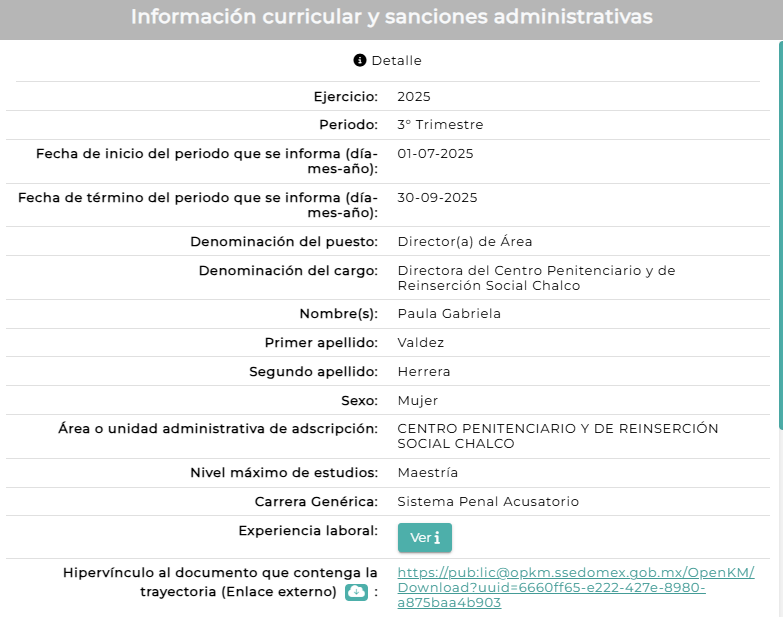 Información curricular y sanciones administrativas
Detalle
Ejercicio: 2025
Periodo: 3° Trimestre
Fecha de inicio del periodo que se informa (día-
mes-año): 01-07-2025
Fecha de término del periodo que se informa (día-
mes-año): 30-09-2025
Denominación del puesto: Director(a) de Área
Denominación del cargo: Directora del Centro Penitenciario y de
Reinserción Social Chalco
Nombre(s): Paula Gabriela
Primer apellido: Valdez
Segundo apellido: Herrera
Sexo: Mujer
Área o unidad administrativa de adscripción: CENTRO PENITENCIARIO Y DE REINSERCIÓN
SOCIAL CHALCO
Nivel máximo de estudios: Maestría
Carrera Genérica: Sistema Penal Acusatorio
Experiencia laboral: Ver
Hipervínculo al documento que contenga la
trayectoria (Enlace externo) :
https://pub:lic@opkm.ssedomex.gob.mx/OpenKM/
Download?uuid=6660ff65-e222-427e-8980-
a875baa4b903